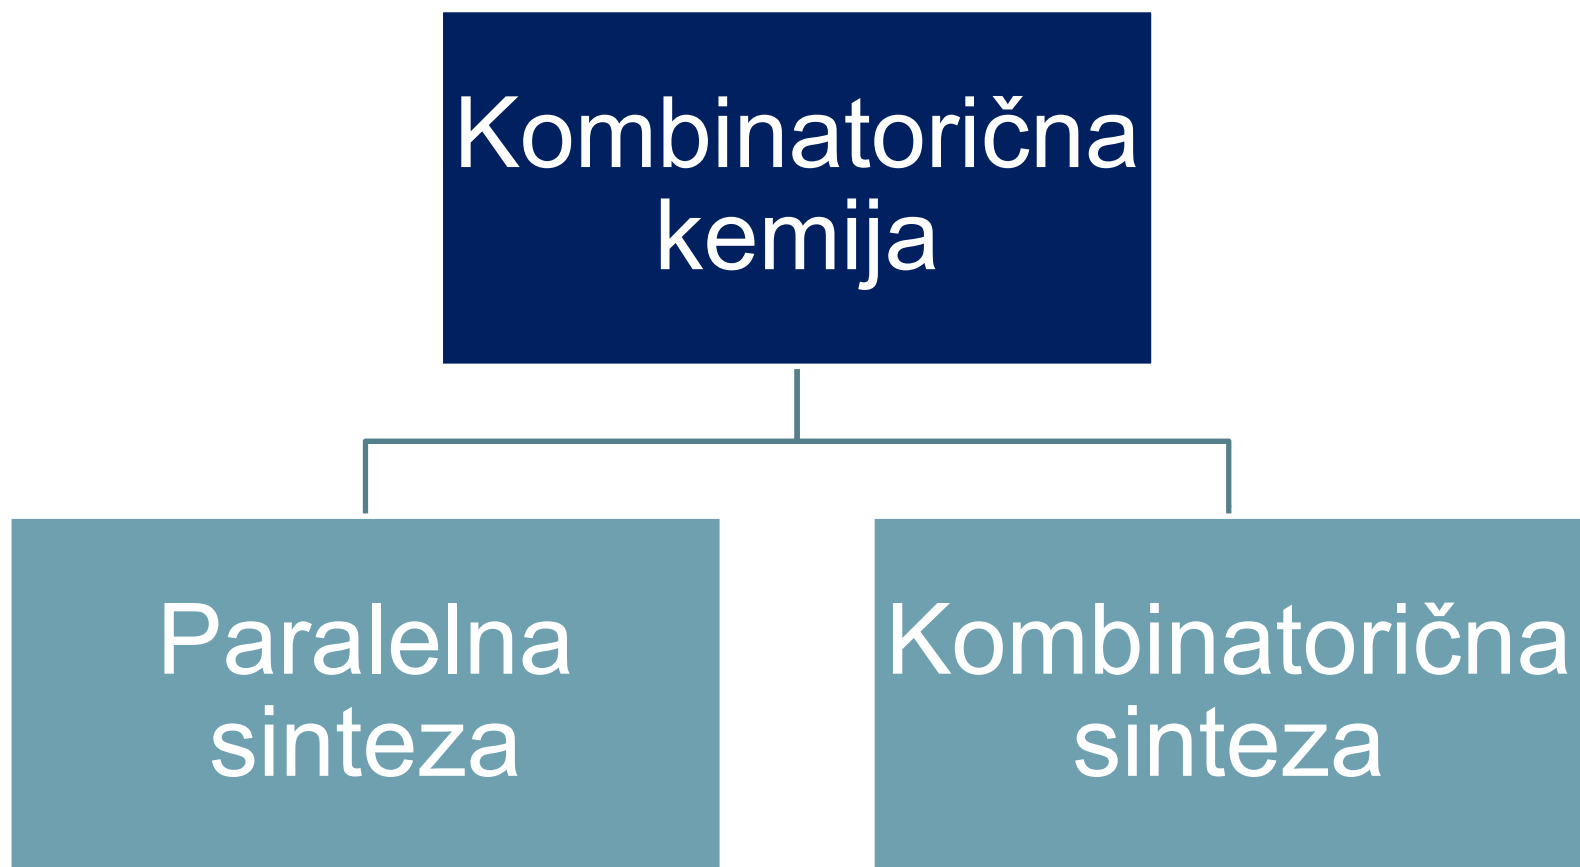 Kombinatorična
kemija
Paralelna
sinteza
Kombinatorična
sinteza